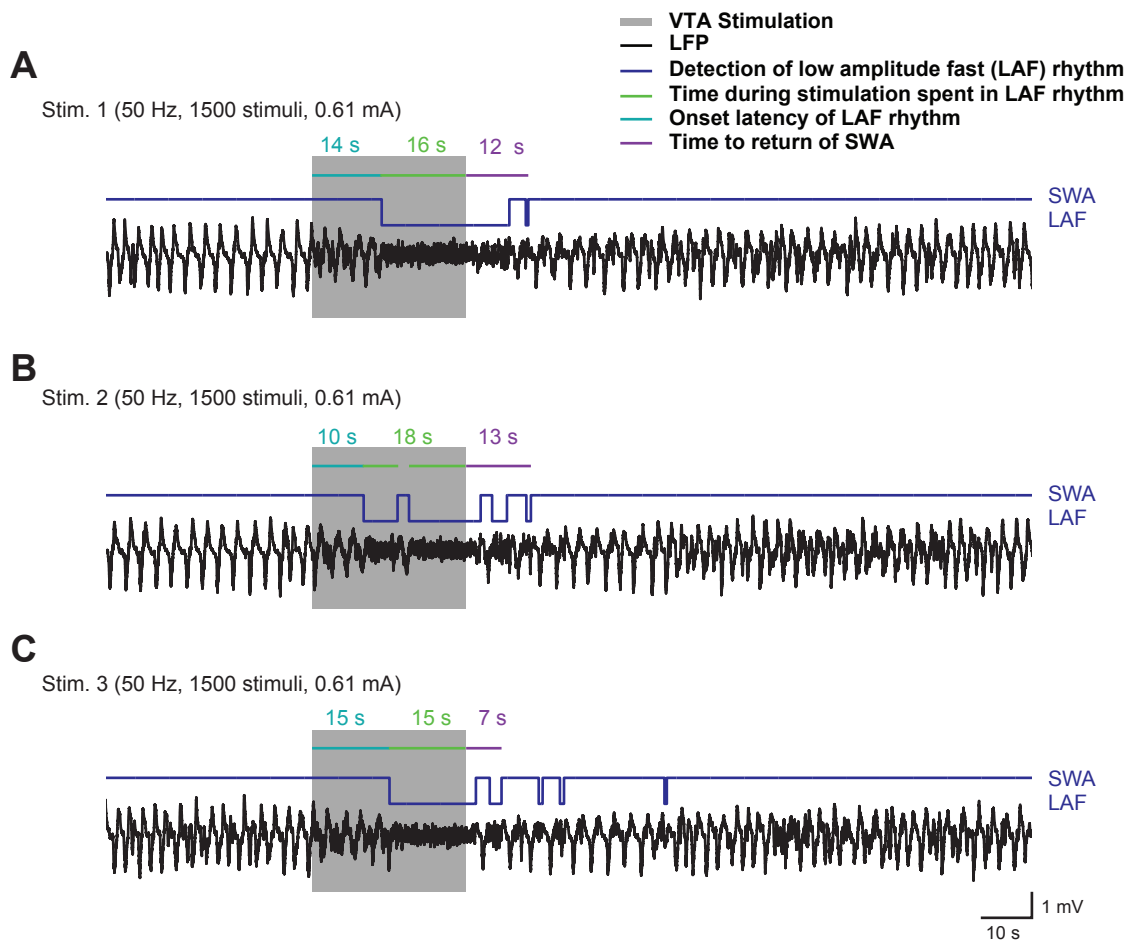 VTA Stimulation
LFP
Detection of low amplitude fast (LAF) rhythm
Time during stimulation spent in LAF rhythm
Onset latency of LAF rhythm
Time to return of SWA
A
Stim. 1 (50 Hz, 1500 stimuli, 0.61 mA)
14 s 16 s 12 s
SWA
LAF
B
Stim. 2 (50 Hz, 1500 stimuli, 0.61 mA)
10 s 18 s 13 s
SWA
LAF
C
Stim. 3 (50 Hz, 1500 stimuli, 0.61 mA)
15 s 15 s 7 s
SWA
LAF
1 mV
10 s